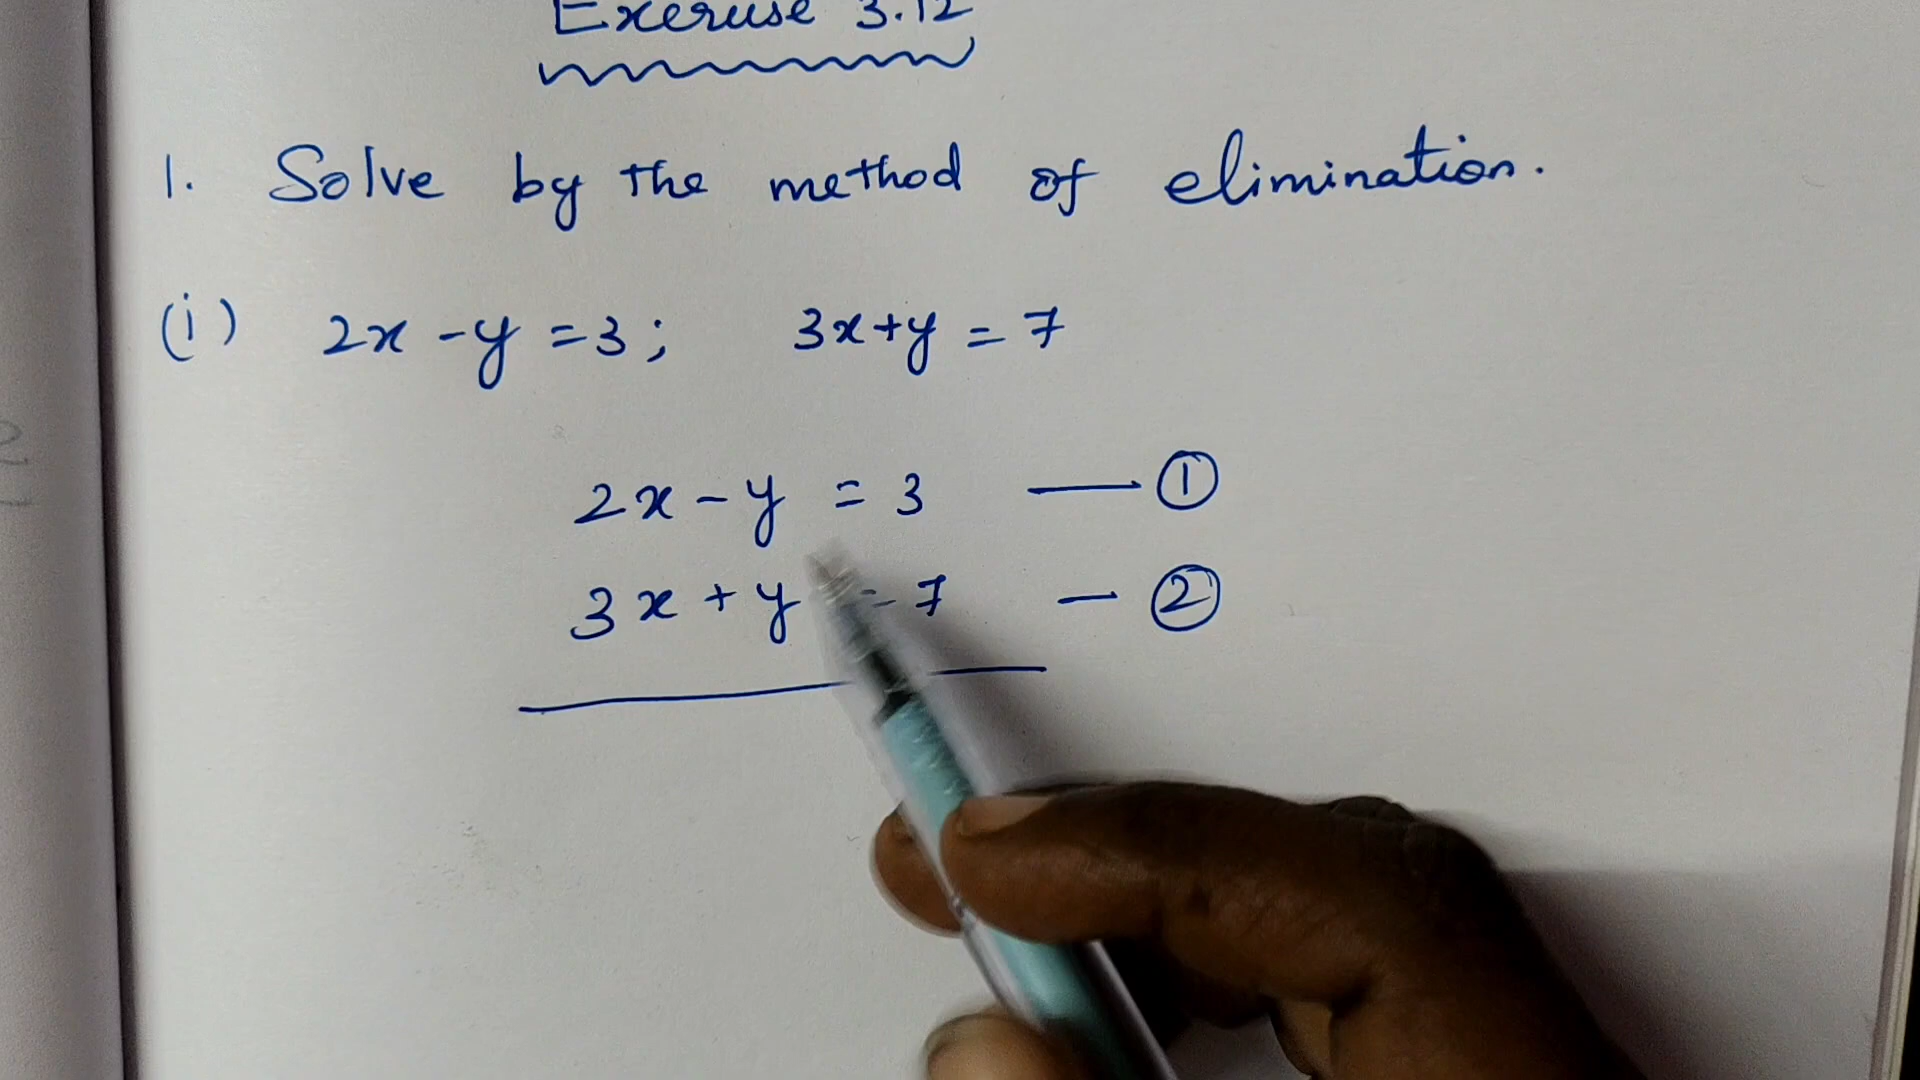 Exercise 3.12
1. Solve by the method of elimination.
(i) 2x - y = 3; 3x + y = 7
2x - y = 3 — ①
3x + y = 7 — ②